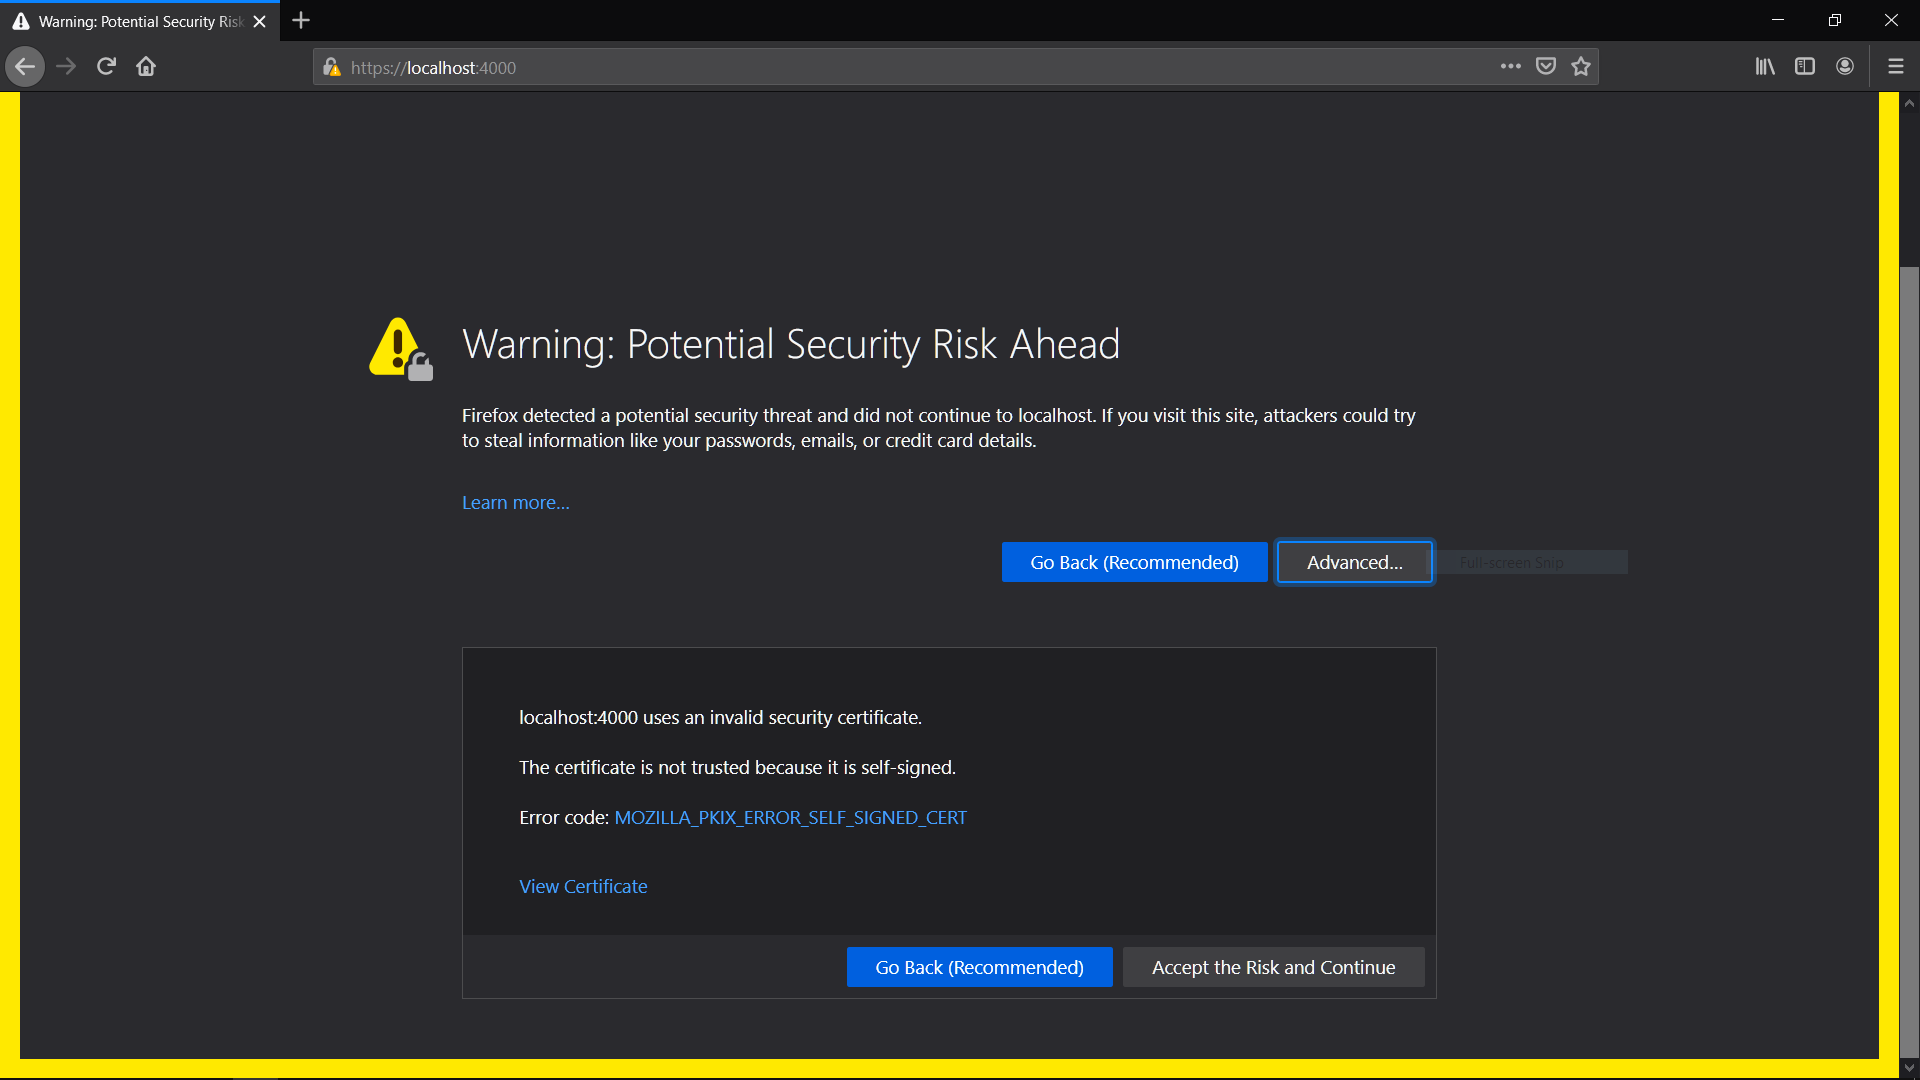 Warning: Potential Security Risk
https://localhost:4000
Warning: Potential Security Risk Ahead
Firefox detected a potential security threat and did not continue to localhost. If you visit this site, attackers could try
to steal information like your passwords, emails, or credit card details.
Learn more...
Go Back (Recommended)
Advanced...
Full-screen Snip
localhost:4000 uses an invalid security certificate.
The certificate is not trusted because it is self-signed.
Error code: MOZILLA_PKIX_ERROR_SELF_SIGNED_CERT
View Certificate
Go Back (Recommended)
Accept the Risk and Continue